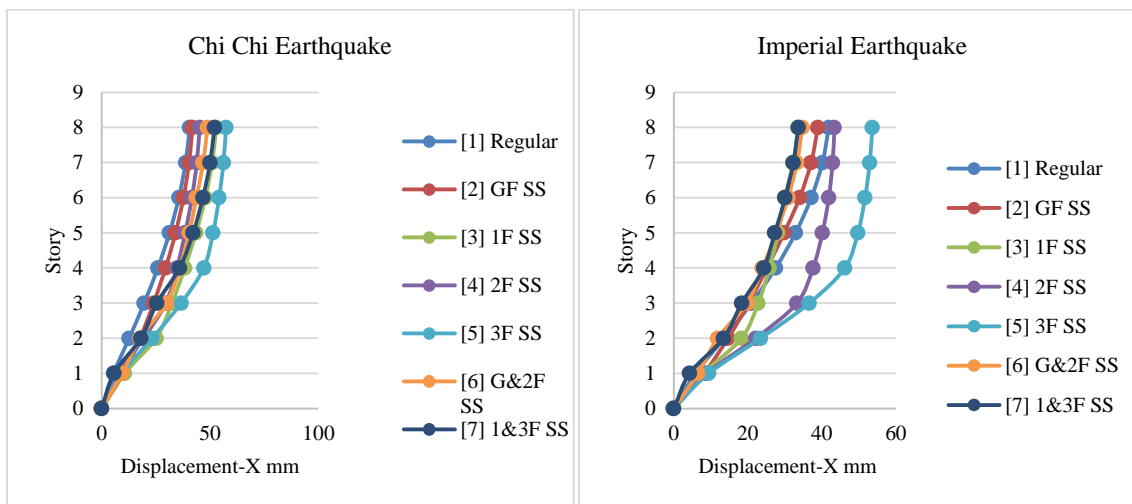 Chi Chi Earthquake
9
8
7
6
5
4
3
2
1
0
Story
0
50
100
Displacement-X mm
[1] Regular
[2] GF SS
[3] 1F SS
[4] 2F SS
[5] 3F SS
[6] G&2F
SS
[7] 1&3F SS
Imperial Earthquake
9
8
7
6
5
4
3
2
1
0
Story
0
20
40
60
Displacement-X mm
[1] Regular
[2] GF SS
[3] 1F SS
[4] 2F SS
[5] 3F SS
[6] G&2F SS
[7] 1&3F SS